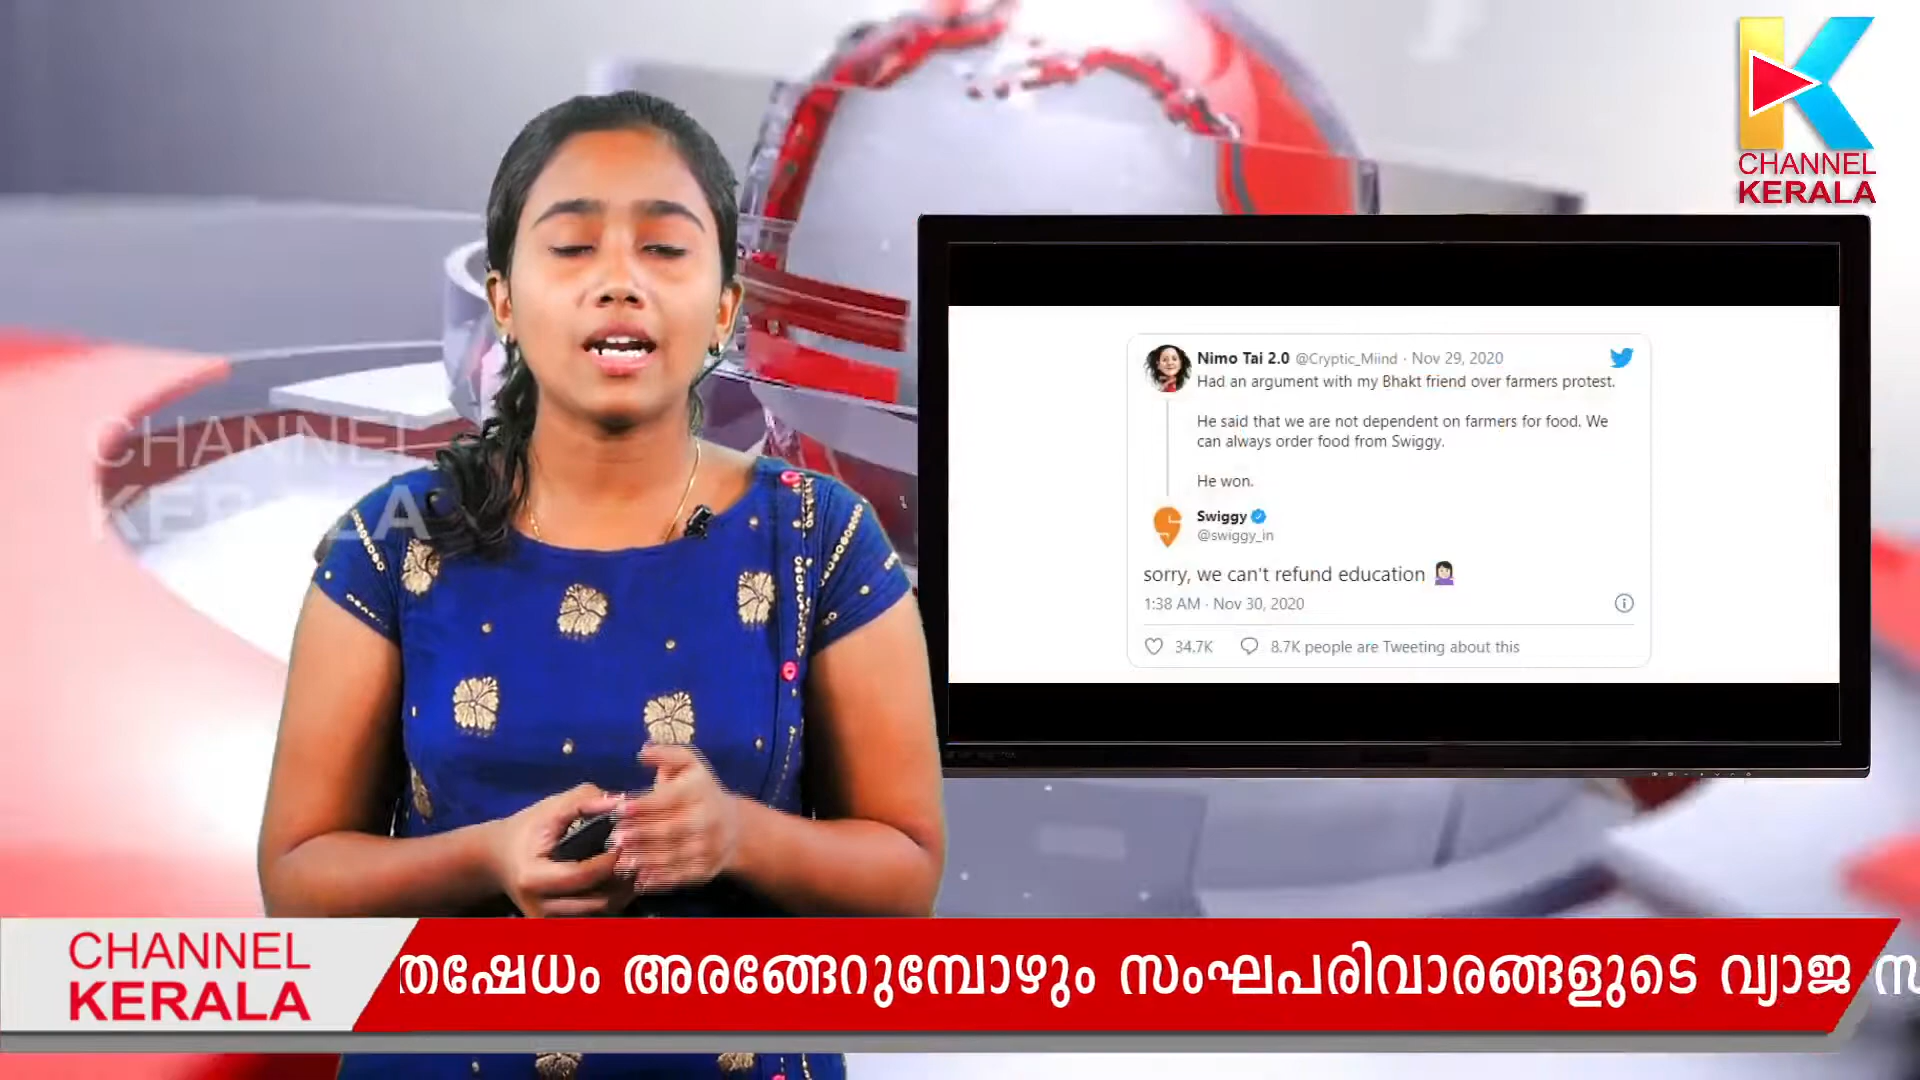 CHANNEL
KERALA
Nimo Tai 2.0 @Cryptic_Miind · Nov 29, 2020
Had an argument with my Bhakt friend over farmers protest.
He said that we are not dependent on farmers for food. We
can always order food from Swiggy.
He won.
Swiggy
@swiggy_in
sorry, we can't refund education
1:38 AM · Nov 30, 2020
34.7K 8.7K people are Tweeting about this
CHANNEL
KERALA
CHANNEL
KERALA
തഷേധം അരങ്ങേറുമ്പോഴും സംഘപരിവാരങ്ങളുടെ വ്യാജ